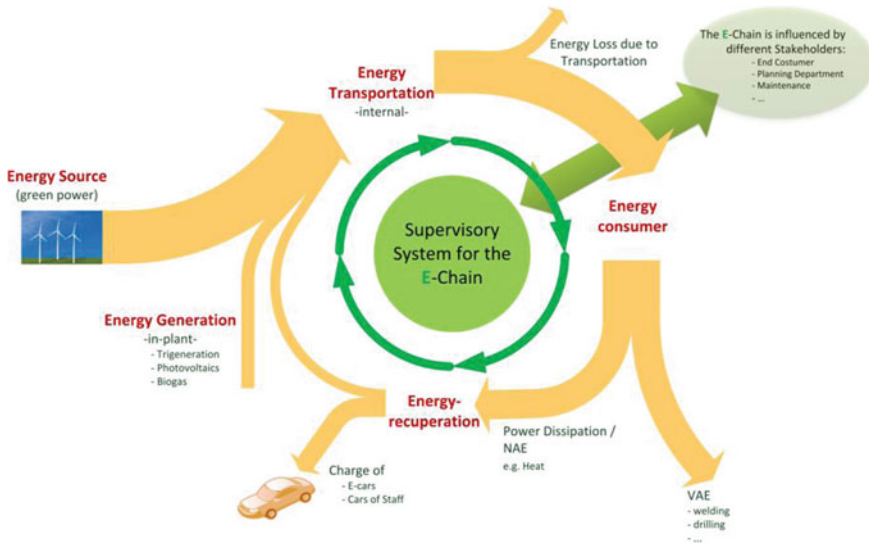 The E-Chain is influenced by
different Stakeholders:
- End Costumer
- Planning Department
- Maintenance
- ...
Energy Loss due to
Transportation
Energy
Transportation
-internal-
Energy Source
(green power)
Energy
consumer
Supervisory
System for the
E-Chain
Energy Generation
-in-plant-
- Trigeneration
- Photovoltaics
- Biogas
Energy-
recuperation
Power Dissipation /
NAE
e.g. Heat
Charge of
- E-cars
- Cars of Staff
VAE
- welding
- drilling
- ...